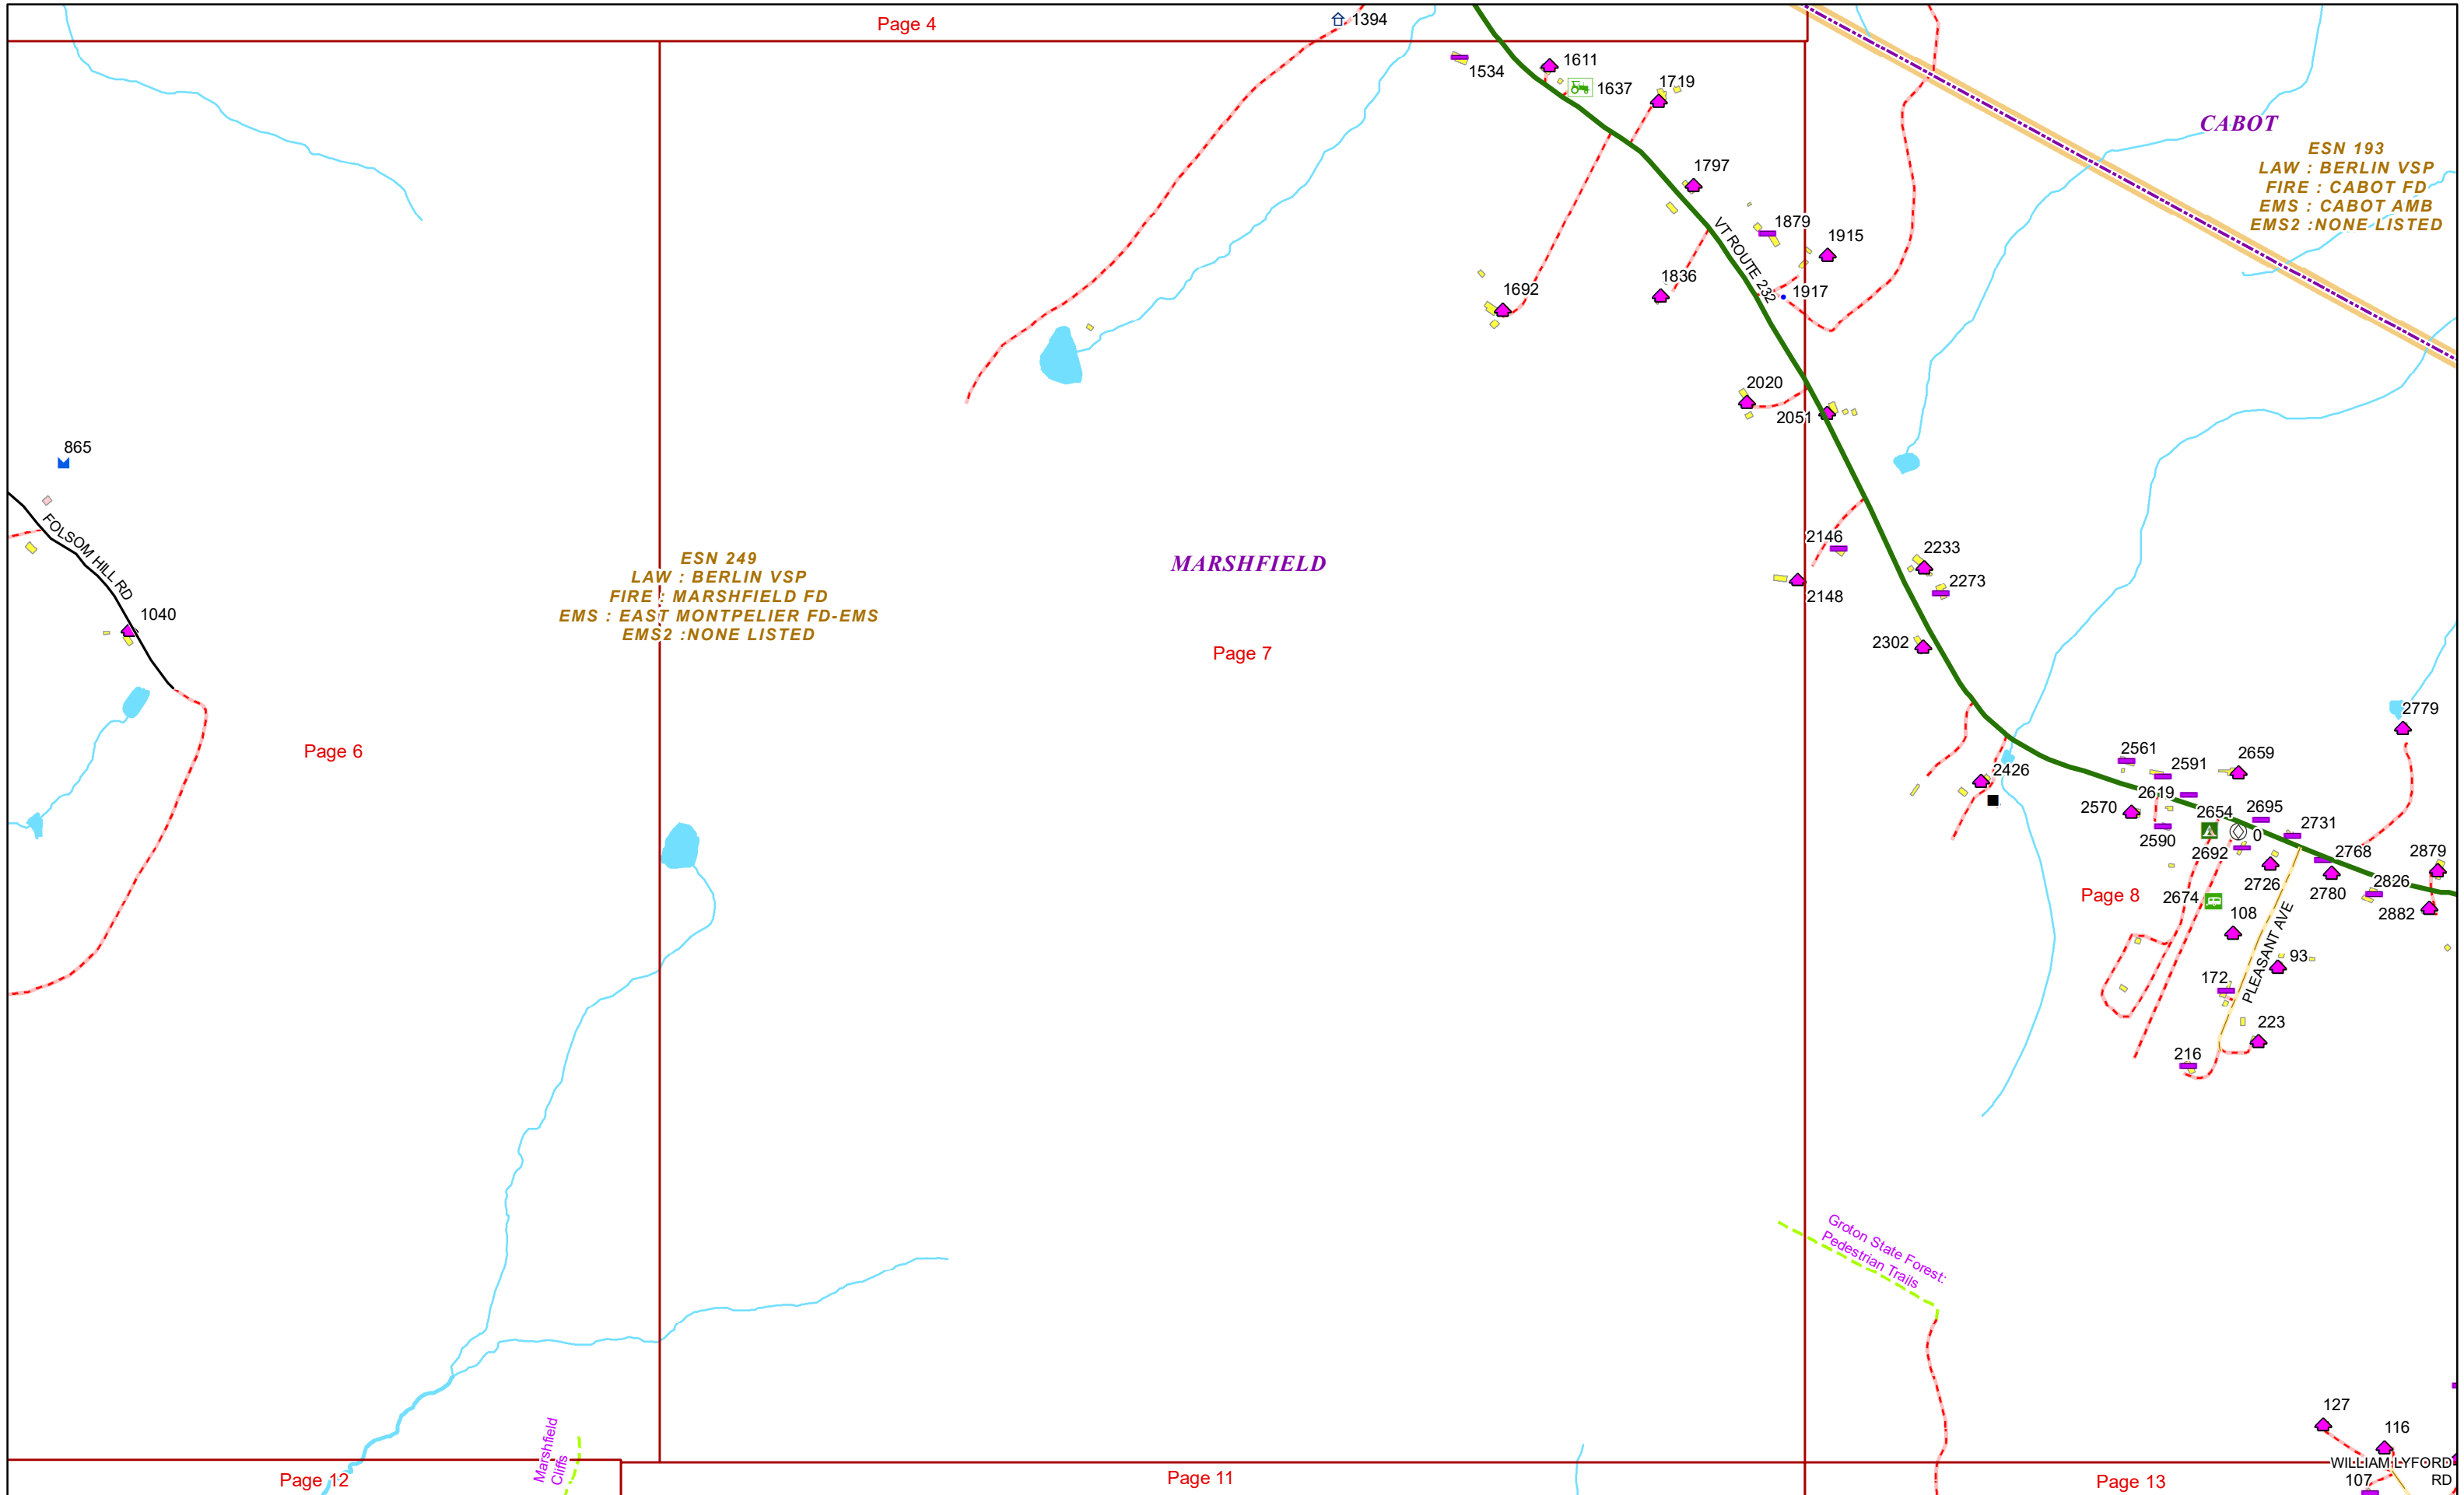 Page 4
1394
1534
1611
1637
1719
CABOT
ESN 193
LAW : BERLIN VSP
FIRE : CABOT FD
EMS : CABOT AMB
EMS2 :NONE LISTED
1797
1879
1915
VT ROUTE 232
1836
1917
1692
2020
2051
865
FOLSOM HILL RD
1040
ESN 249
LAW : BERLIN VSP
FIRE : MARSHFIELD FD
EMS : EAST MONTPELIER FD-EMS
EMS2 :NONE LISTED
MARSHFIELD
Page 7
2146
2148
2233
2273
2302
Page 6
2779
2426
2561
2591
2659
2570
2619
2654
2695
2590
2692
0
2731
2768
2879
2726
2780
2826
2882
Page 8
2674
108
PLEASANT AVE
93
172
223
216
Groton State Forest:
Pedestrian Trails
Marshfield
Cliffs
127
116
WILLIAM LYFORD
RD
107
Page 12
Page 11
Page 13